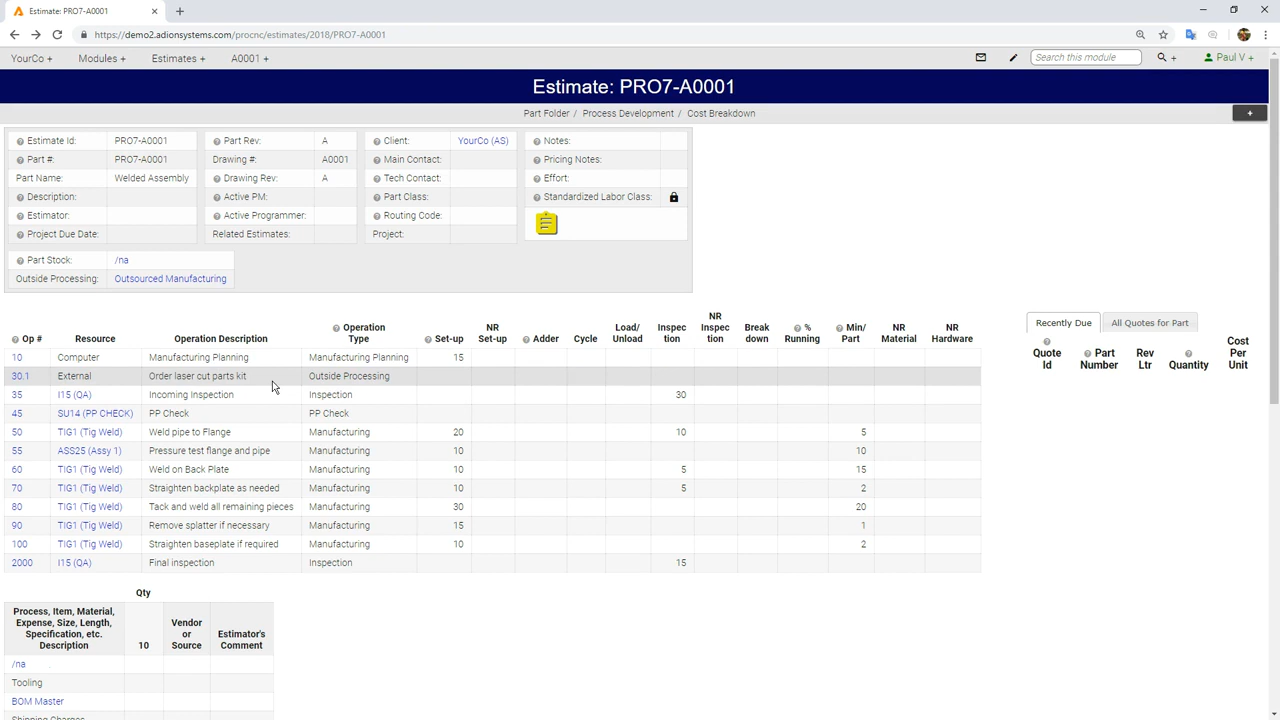 Estimate: PRO7-A0001
https://demo2.adionsystems.com/procnc/estimates/2018/PRO7-A0001
YourCo + Modules + Estimates + A0001 + Search this module + Paul V +
Estimate: PRO7-A0001
Part Folder / Process Development / Cost Breakdown
+
Estimate Id: PRO7-A0001 Part Rev: A Client: YourCo (AS) Notes:
Part #: PRO7-A0001 Drawing #: A0001 Main Contact: Pricing Notes:
Part Name: Welded Assembly Drawing Rev: A Tech Contact: Effort:
Description: Active PM: Part Class: Standardized Labor Class:
Estimator: Active Programmer: Routing Code:
Project Due Date: Related Estimates: Project:
Part Stock: /na
Outside Processing: Outsourced Manufacturing
Op # Resource Operation Description Operation Type Set-up NR Set-up Adder Cycle Load/ Unload Inspec tion NR Inspec tion Break down % Running Min/ Part NR Material NR Hardware
10 Computer Manufacturing Planning Manufacturing Planning 15
30.1 External Order laser cut parts kit Outside Processing
35 I15 (QA) Incoming Inspection Inspection 30
45 SU14 (PP CHECK) PP Check PP Check
50 TIG1 (Tig Weld) Weld pipe to Flange Manufacturing 20 10 5
55 ASS25 (Assy 1) Pressure test flange and pipe Manufacturing 10 10
60 TIG1 (Tig Weld) Weld on Back Plate Manufacturing 10 5 15
70 TIG1 (Tig Weld) Straighten backplate as needed Manufacturing 10 5 2
80 TIG1 (Tig Weld) Tack and weld all remaining pieces Manufacturing 30 20
90 TIG1 (Tig Weld) Remove splatter if necessary Manufacturing 15 1
100 TIG1 (Tig Weld) Straighten baseplate if required Manufacturing 10 2
2000 I15 (QA) Final inspection Inspection 15
Recently Due All Quotes for Part
Quote Id Part Number Rev Ltr Quantity Cost Per Unit
Qty
Process, Item, Material, Expense, Size, Length, Specification, etc. Description 10 Vendor or Source Estimator's Comment
/na
Tooling
BOM Master
Shipping Charges